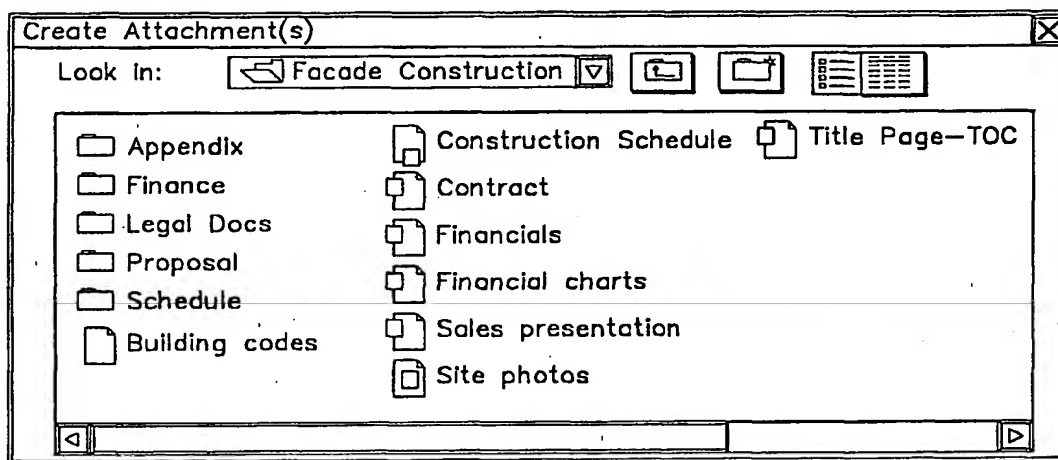 Create Attachment(s)
Look in: Facade Construction
Appendix
Finance
Legal Docs
Proposal
Schedule
Building codes
Construction Schedule
Contract
Financials
Financial charts
Sales presentation
Site photos
Title Page-TOC